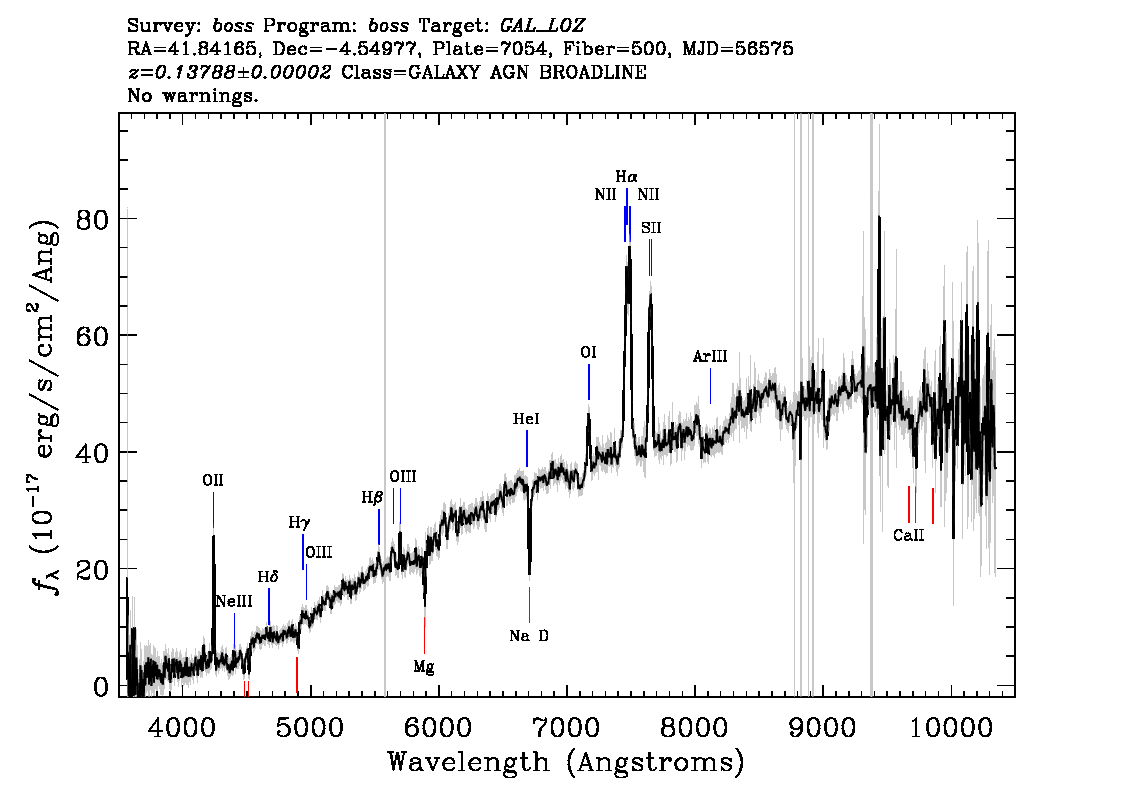 Survey: boss Program: boss Target: GAL_LOZ
RA=41.84165, Dec=−4.54977, Plate=7054, Fiber=500, MJD=56575
z=0.13788±0.00002 Class=GALAXY AGN BROADLINE
No warnings.
Hα
NII NII
SII
80
60
OI
ArIII
HeI
40
OII
OIII
Hβ
Hγ
OIII
CaII
20
Hδ
NeIII
Na D
Mg
0
4000 5000 6000 7000 8000 9000 10000
Wavelength (Angstroms)
fλ (10−17 erg/s/cm2/Ang)